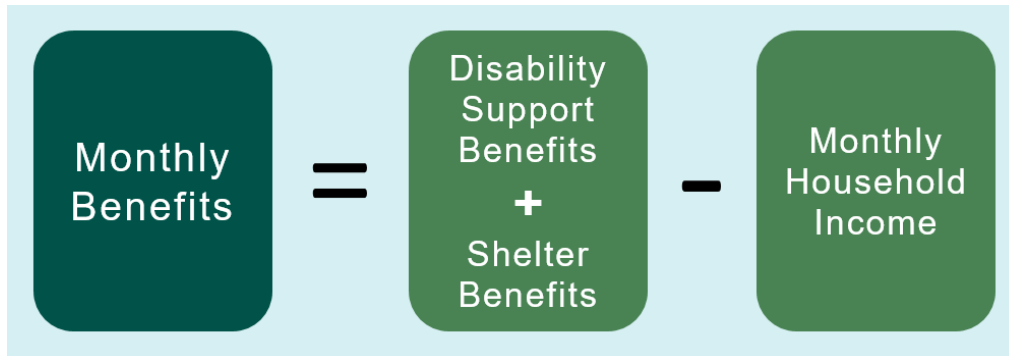 Monthly
Benefits
=
Disability
Support
Benefits
+
Shelter
Benefits
-
Monthly
Household
Income